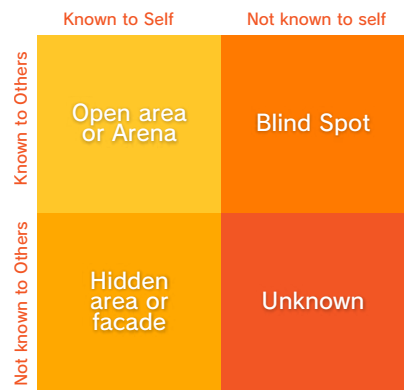 Known to Self
Not known to self
Known to Others
Open area
or Arena
Blind Spot
Not known to Others
Hidden
area or
facade
Unknown